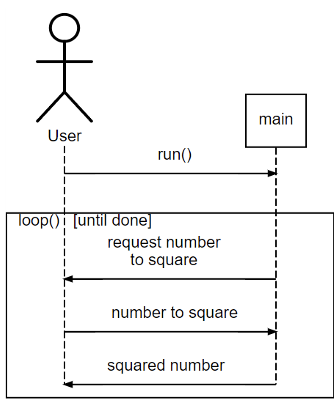 User
main
run()
loop() [until done]
request number
to square
number to square
squared number